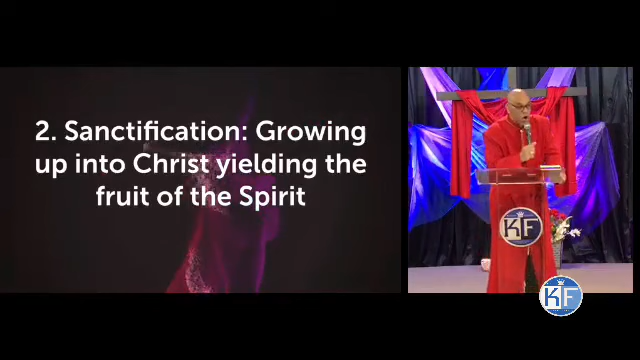 2. Sanctification: Growing
up into Christ yielding the
fruit of the Spirit
KF
KF